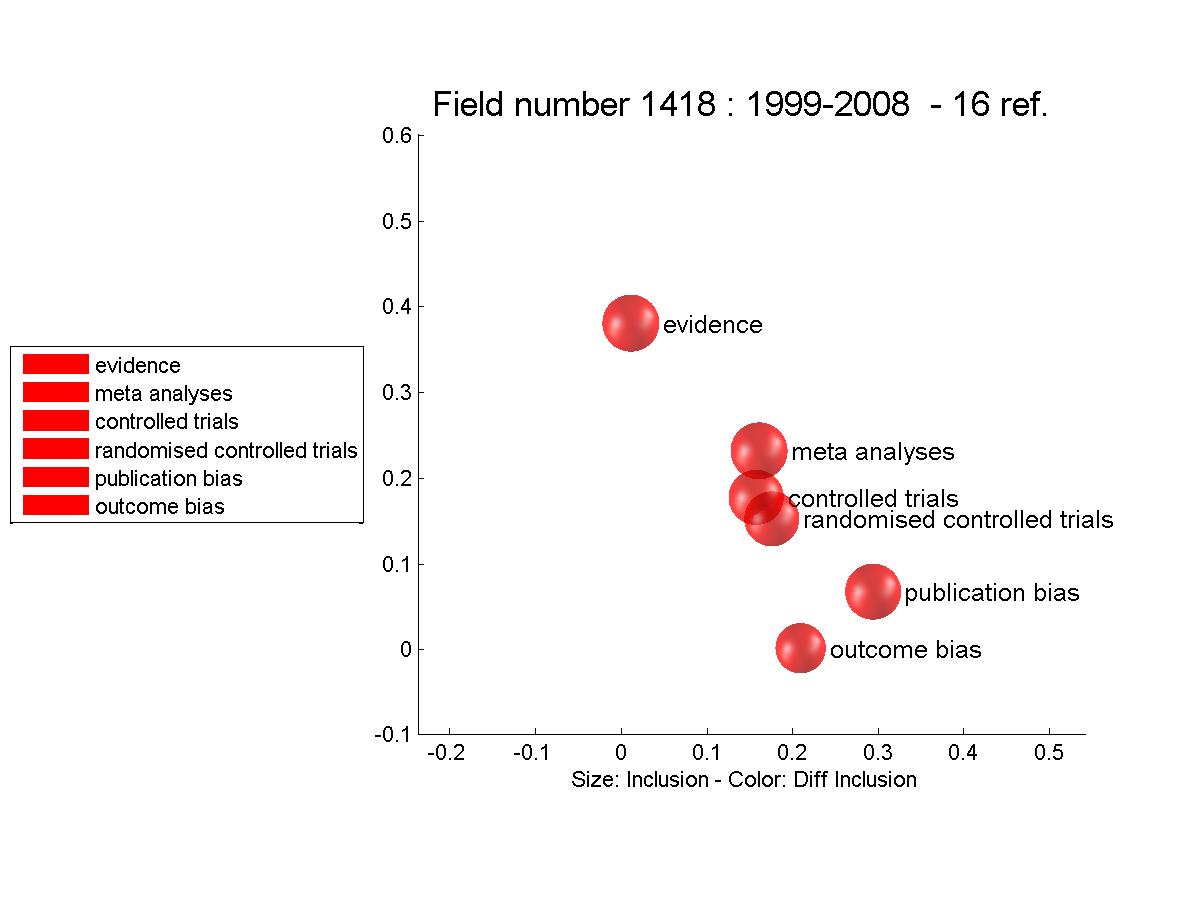 Field number 1418 : 1999-2008  - 16 ref.
0.6
0.5
0.4
0.3
0.2
0.1
0
-0.1
-0.2
-0.1
0
0.1
0.2
0.3
0.4
0.5
Size: Inclusion - Color: Diff Inclusion
evidence
meta analyses
controlled trials
randomised controlled trials
publication bias
outcome bias
evidence
meta analyses
controlled trials
randomised controlled trials
publication bias
outcome bias